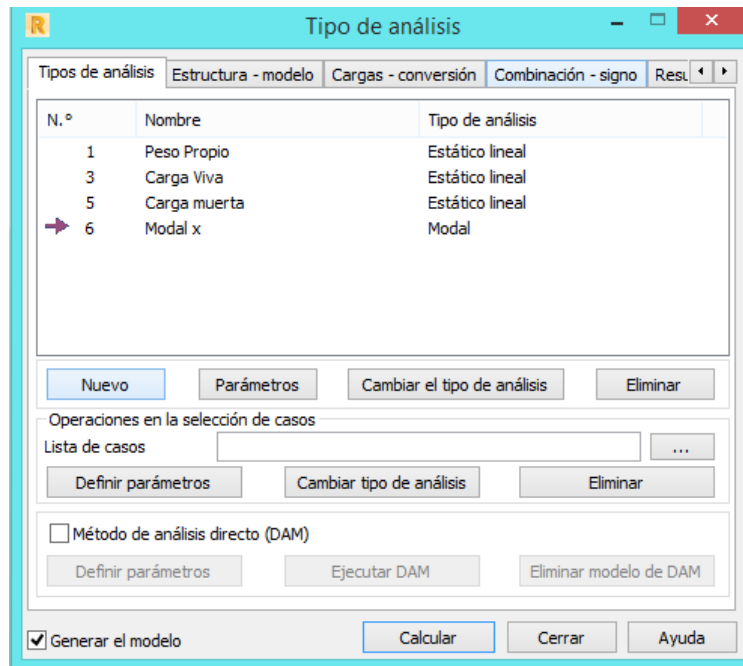 R Tipo de análisis
Tipos de análisis Estructura - modelo Cargas - conversión Combinación - signo Resu
N.º Nombre Tipo de análisis
1 Peso Propio Estático lineal
3 Carga Viva Estático lineal
5 Carga muerta Estático lineal
6 Modal x Modal
Nuevo Parámetros Cambiar el tipo de análisis Eliminar
Operaciones en la selección de casos
Lista de casos ...
Definir parámetros Cambiar tipo de análisis Eliminar
Método de análisis directo (DAM)
Definir parámetros Ejecutar DAM Eliminar modelo de DAM
Generar el modelo Calcular Cerrar Ayuda